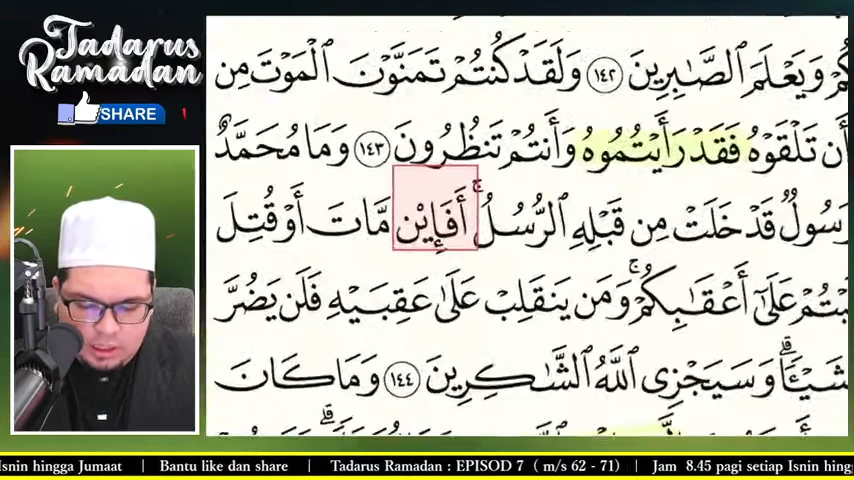 Tadarus
Ramadan
SHARE
وَيَعْلَمَ ٱلصَّـٰبِرِينَ ١٤٢ وَلَقَدْ كُنتُمْ تَمَنَّوْنَ ٱلْمَوْتَ مِن
أَن تَلْقَوْهُ فَقَدْ رَأَيْتُمُوهُ وَأَنتُمْ تَنظُرُونَ ١٤٣ وَمَا مُحَمَّدٌ
رَسُولٌ قَدْ خَلَتْ مِن قَبْلِهِ ٱلرُّسُلُ ۚ أَفَإِيْن مَّاتَ أَوْ قُتِلَ
عَلَىٰٓ أَعْقَـٰبِكُمْ ۚ وَمَن يَنقَلِبْ عَلَىٰ عَقِبَيْهِ فَلَن يَضُرَّ
شَيْـًٔا ۗ وَسَيَجْزِى ٱللَّهُ ٱلشَّـٰكِرِينَ ١٤٤ وَمَا كَانَ
Isnin hingga Jumaat | Bantu like dan share | Tadarus Ramadan : EPISOD 7 ( m/s 62 - 71) | Jam 8.45 pagi setiap Isnin